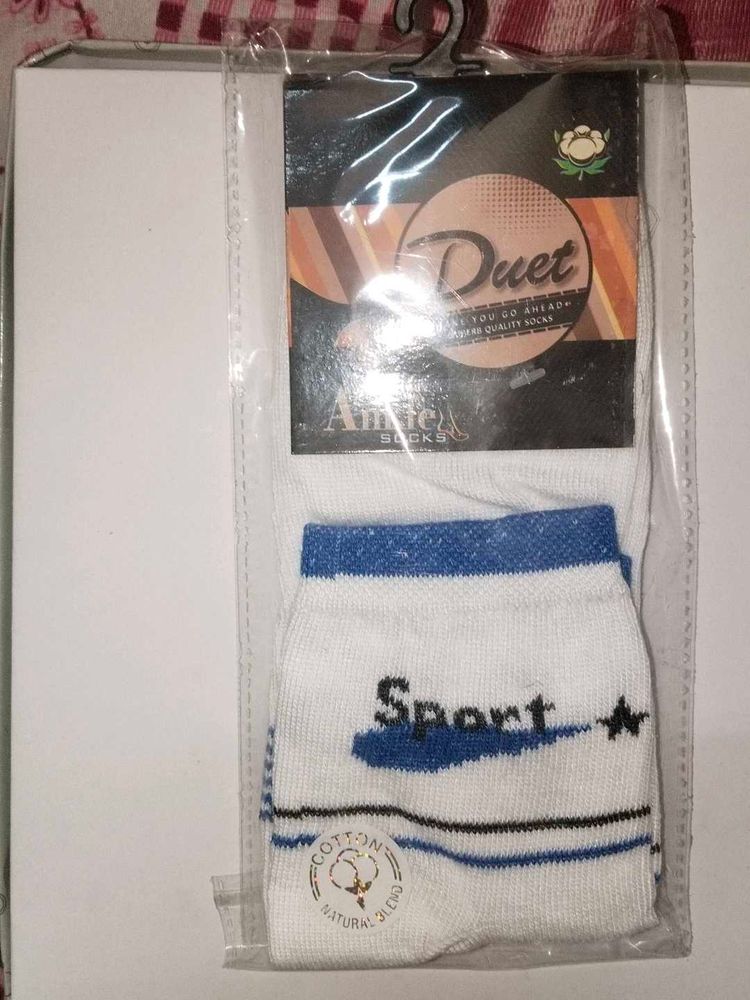 Duet
YOU GO AHEAD
QUALITY SOCKS
SOCKS
Sport
COTTON
NATURAL BLEND